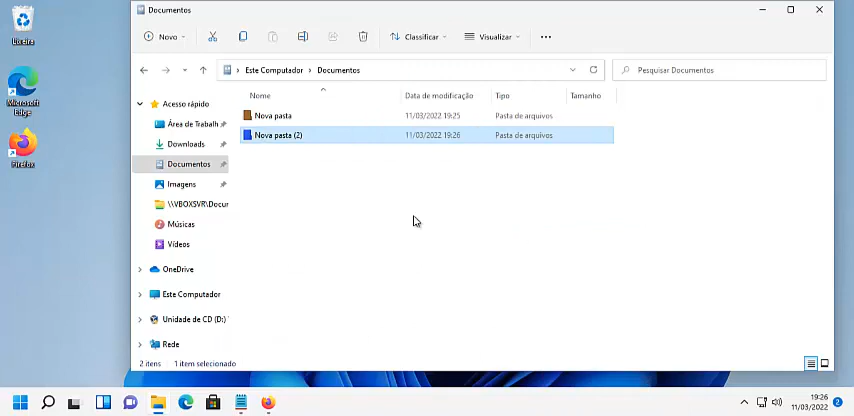 Lixeira
Microsoft
Edge
Firefox
Documentos
Novo
Classificar
Visualizar
Este Computador > Documentos
Pesquisar Documentos
Nome
Data de modificação
Tipo
Tamanho
Nova pasta
11/03/2022 19:25
Pasta de arquivos
Nova pasta (2)
11/03/2022 19:26
Pasta de arquivos
Acesso rápido
Área de Trabalh
Downloads
Documentos
Imagens
\\VBOXSVR\Docur
Músicas
Vídeos
OneDrive
Este Computador
Unidade de CD (D:)
Rede
2 itens
1 item selecionado
19:26
11/03/2022
2